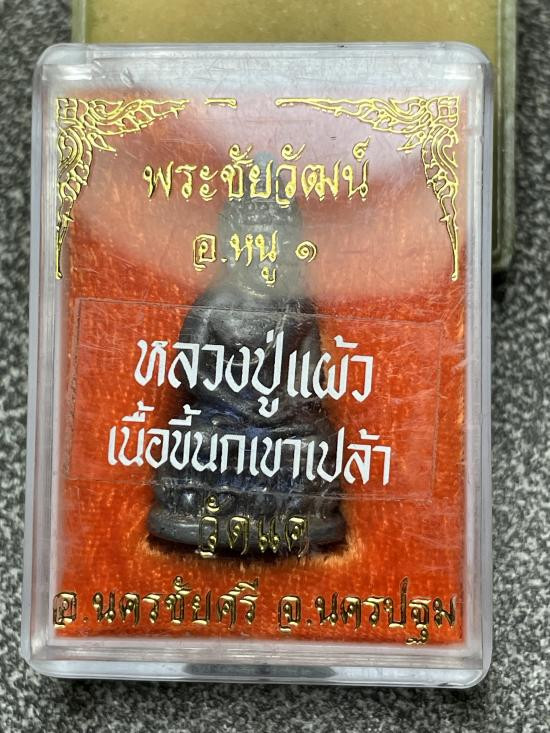 พระชัยวัฒน์
อ.หนู ๑
หลวงปู่แผ้ว
เนื้อขี้นกเขาเปล้า
วัดแค
อ.นครชัยศรี จ.นครปฐม